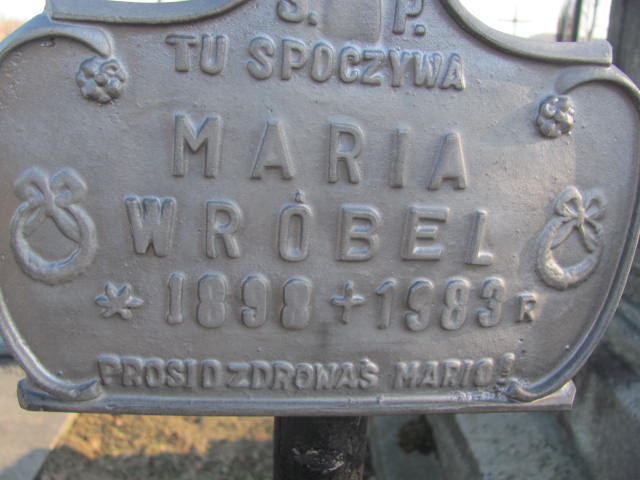 Ś. P.
TU SPOCZYWA
MARIA
WRÓBEL
* 1898 + 1983 R
PROSI O ZDROWAŚ MARIO!